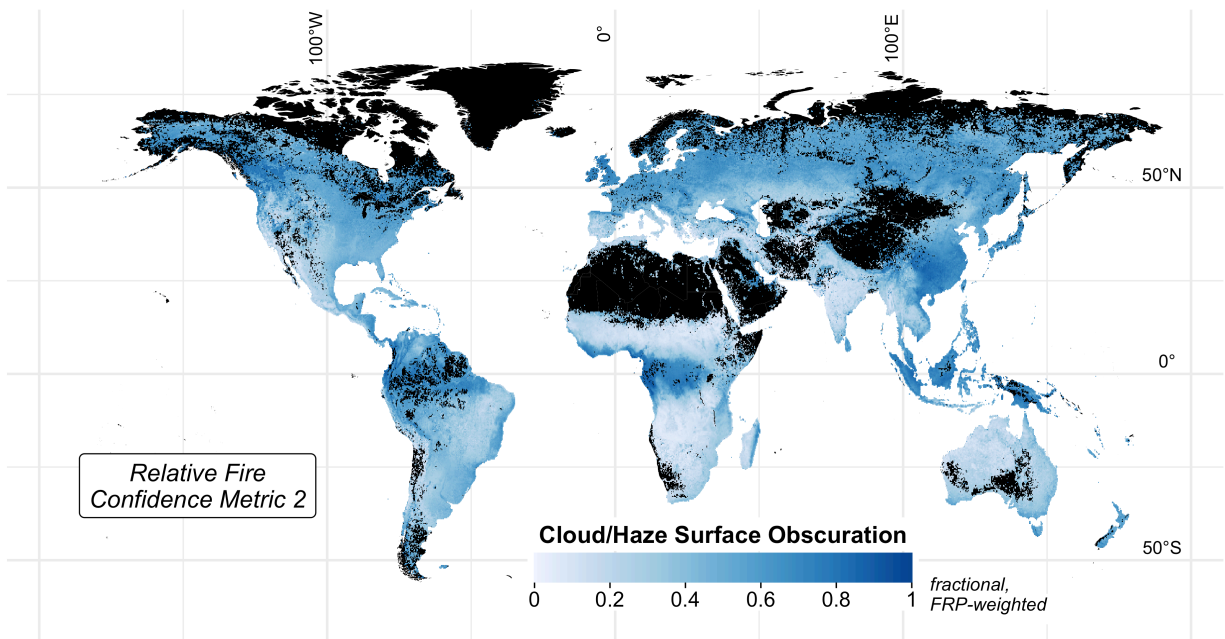 100°W
0°
100°E
50°N
0°
50°S
Relative Fire
Confidence Metric 2
Cloud/Haze Surface Obscuration
0 0.2 0.4 0.6 0.8 1
fractional,
FRP-weighted